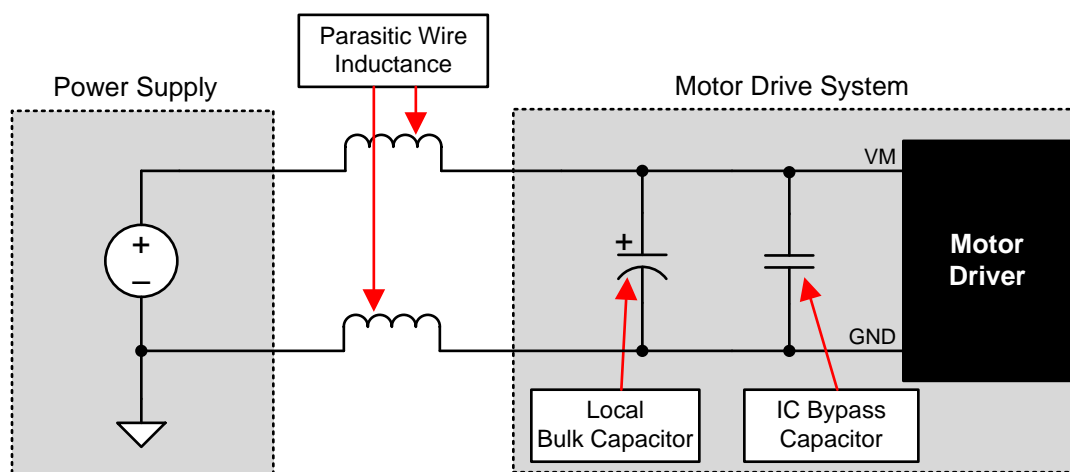 Parasitic Wire
Inductance
Power Supply
Motor Drive System
VM
+
–
+
Motor
Driver
GND
Local
Bulk Capacitor
IC Bypass
Capacitor